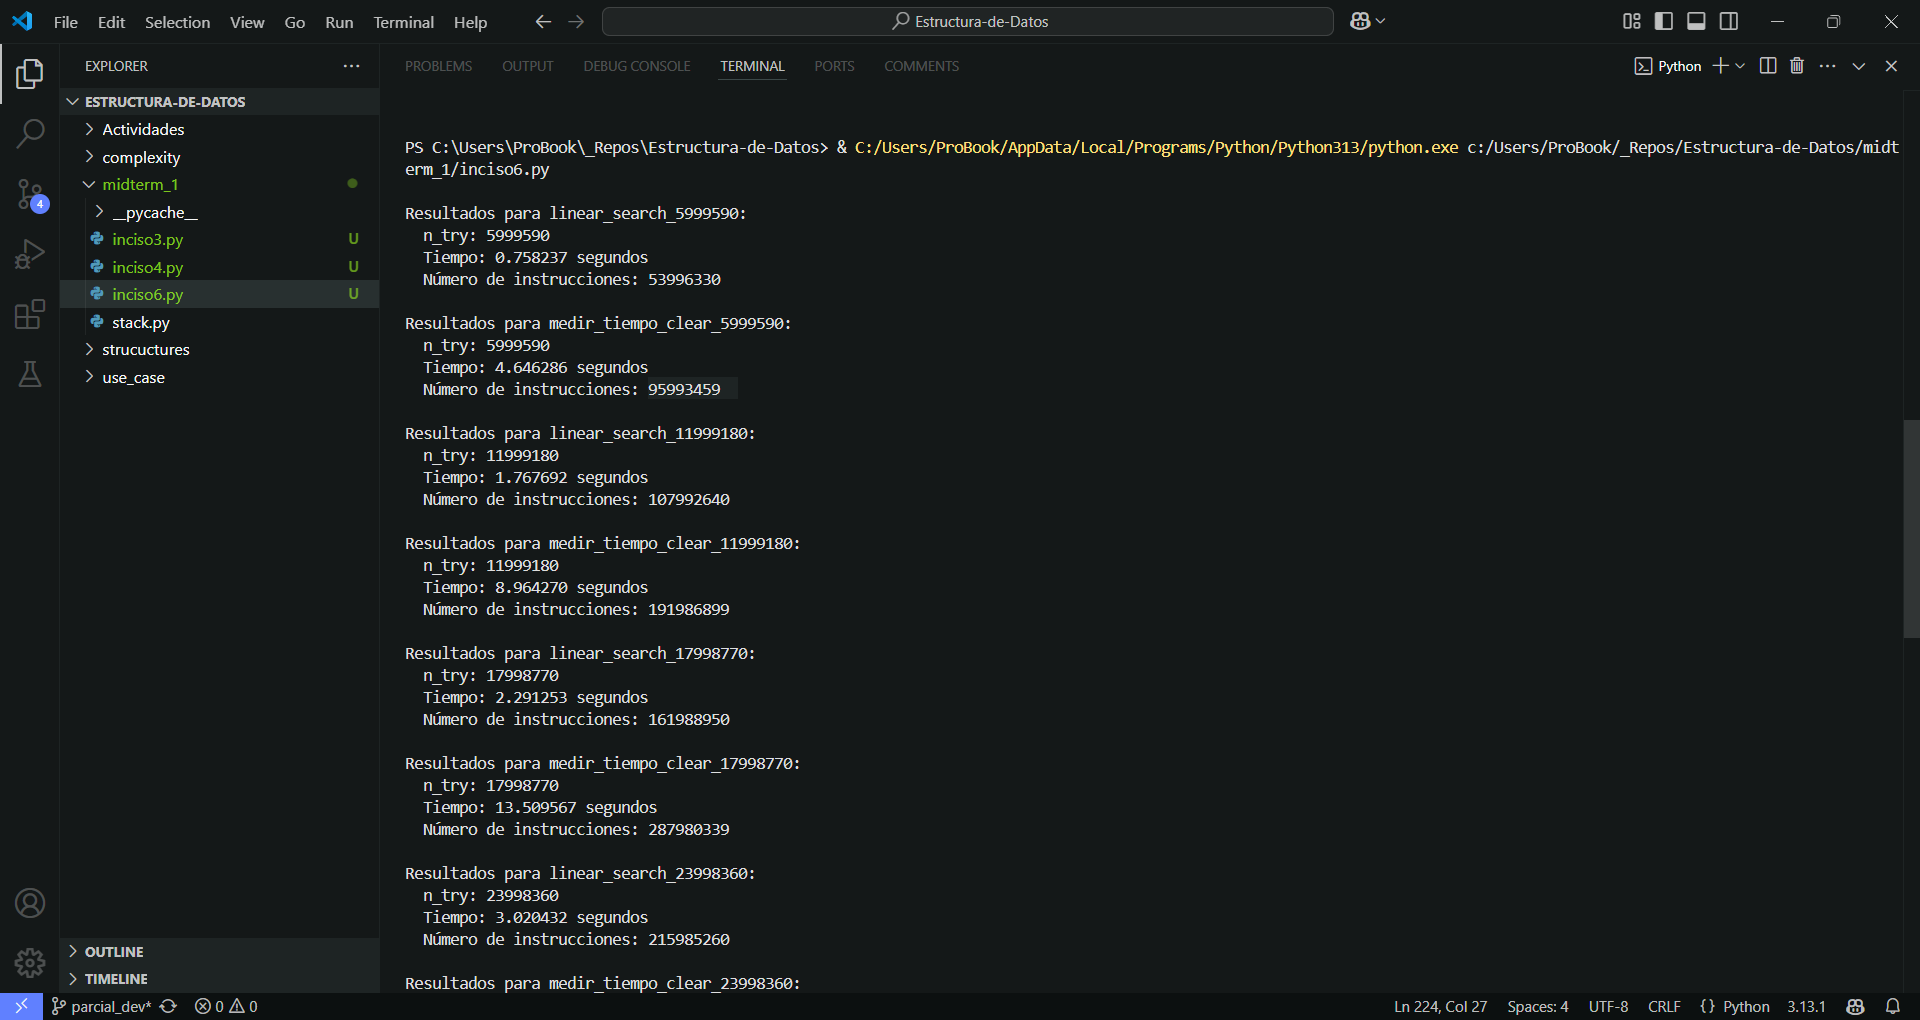 File Edit Selection View Go Run Terminal Help
Estructura-de-Datos
EXPLORER
PROBLEMS OUTPUT DEBUG CONSOLE TERMINAL PORTS COMMENTS
Python
ESTRUCTURA-DE-DATOS
Actividades
complexity
midterm_1
__pycache__
inciso3.py U
inciso4.py U
inciso6.py U
stack.py
strucuctures
use_case
4
OUTLINE
TIMELINE
PS C:\Users\ProBook\_Repos\Estructura-de-Datos> & C:/Users/ProBook/AppData/Local/Programs/Python/Python313/python.exe c:/Users/ProBook/_Repos/Estructura-de-Datos/midt
erm_1/inciso6.py
Resultados para linear_search_5999590:
n_try: 5999590
Tiempo: 0.758237 segundos
Número de instrucciones: 53996330
Resultados para medir_tiempo_clear_5999590:
n_try: 5999590
Tiempo: 4.646286 segundos
Número de instrucciones: 95993459
Resultados para linear_search_11999180:
n_try: 11999180
Tiempo: 1.767692 segundos
Número de instrucciones: 107992640
Resultados para medir_tiempo_clear_11999180:
n_try: 11999180
Tiempo: 8.964270 segundos
Número de instrucciones: 191986899
Resultados para linear_search_17998770:
n_try: 17998770
Tiempo: 2.291253 segundos
Número de instrucciones: 161988950
Resultados para medir_tiempo_clear_17998770:
n_try: 17998770
Tiempo: 13.509567 segundos
Número de instrucciones: 287980339
Resultados para linear_search_23998360:
n_try: 23998360
Tiempo: 3.020432 segundos
Número de instrucciones: 215985260
Resultados para medir_tiempo_clear_23998360:
parcial_dev* 0 0
Ln 224, Col 27 Spaces: 4 UTF-8 CRLF {} Python 3.13.1